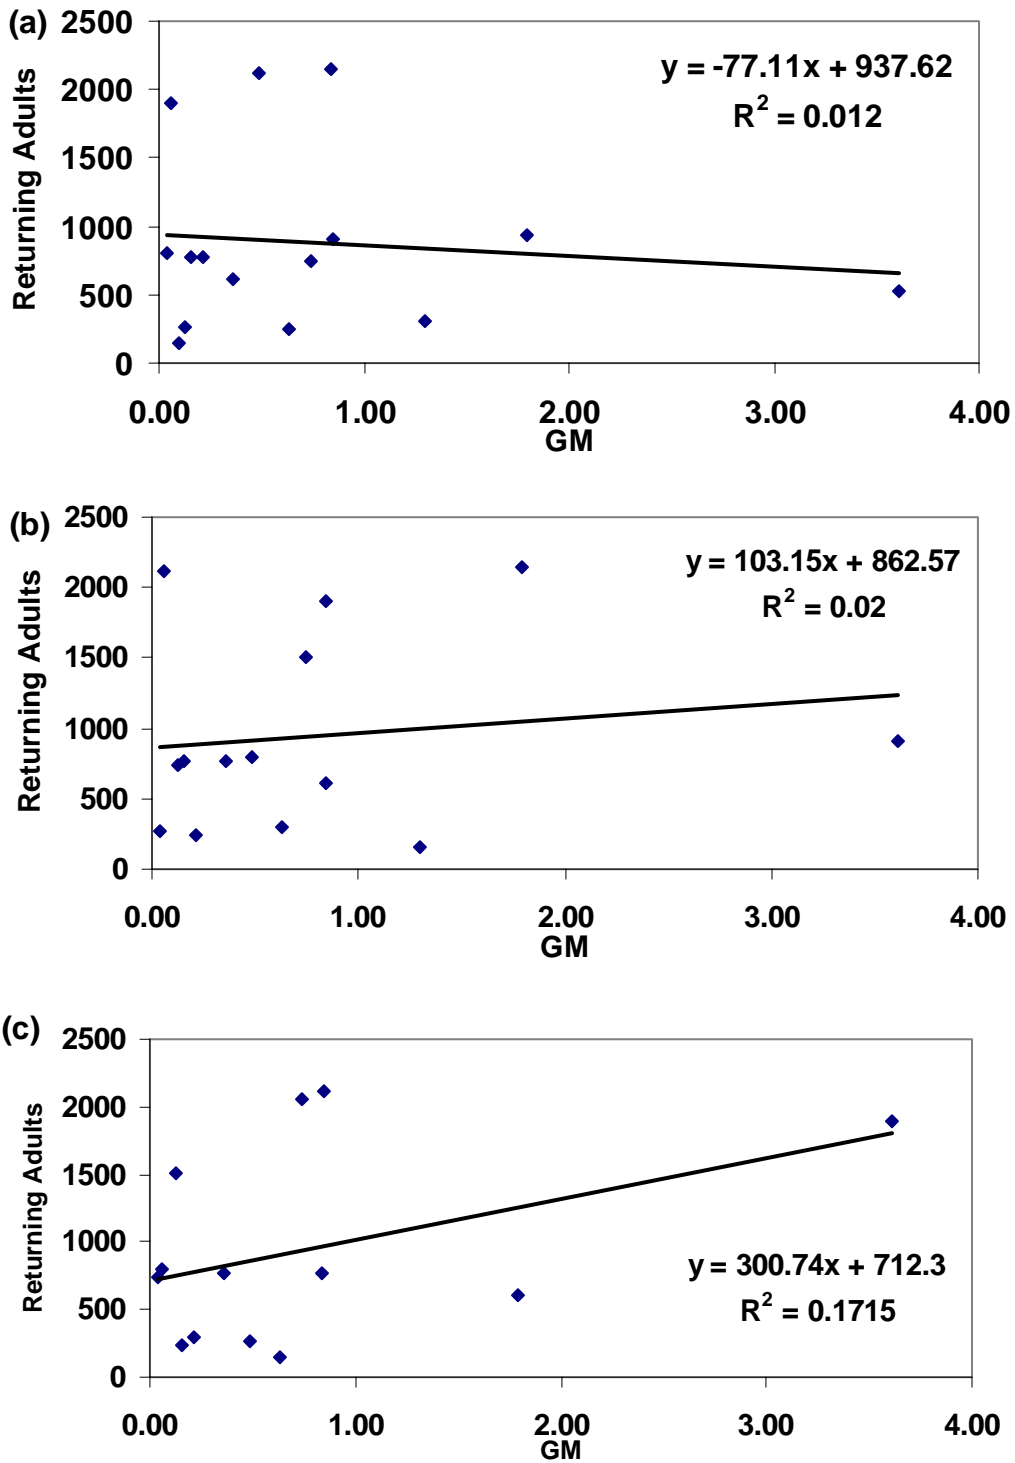 (a)
2500
2000
1500
1000
500
0
Returning Adults
y = -77.11x + 937.62
R² = 0.012
0.00 1.00 2.00 3.00 4.00
GM
(b)
2500
2000
1500
1000
500
0
Returning Adults
y = 103.15x + 862.57
R² = 0.02
0.00 1.00 2.00 3.00 4.00
GM
(c)
2500
2000
1500
1000
500
0
Returning Adults
y = 300.74x + 712.3
R² = 0.1715
0.00 1.00 2.00 3.00 4.00
GM